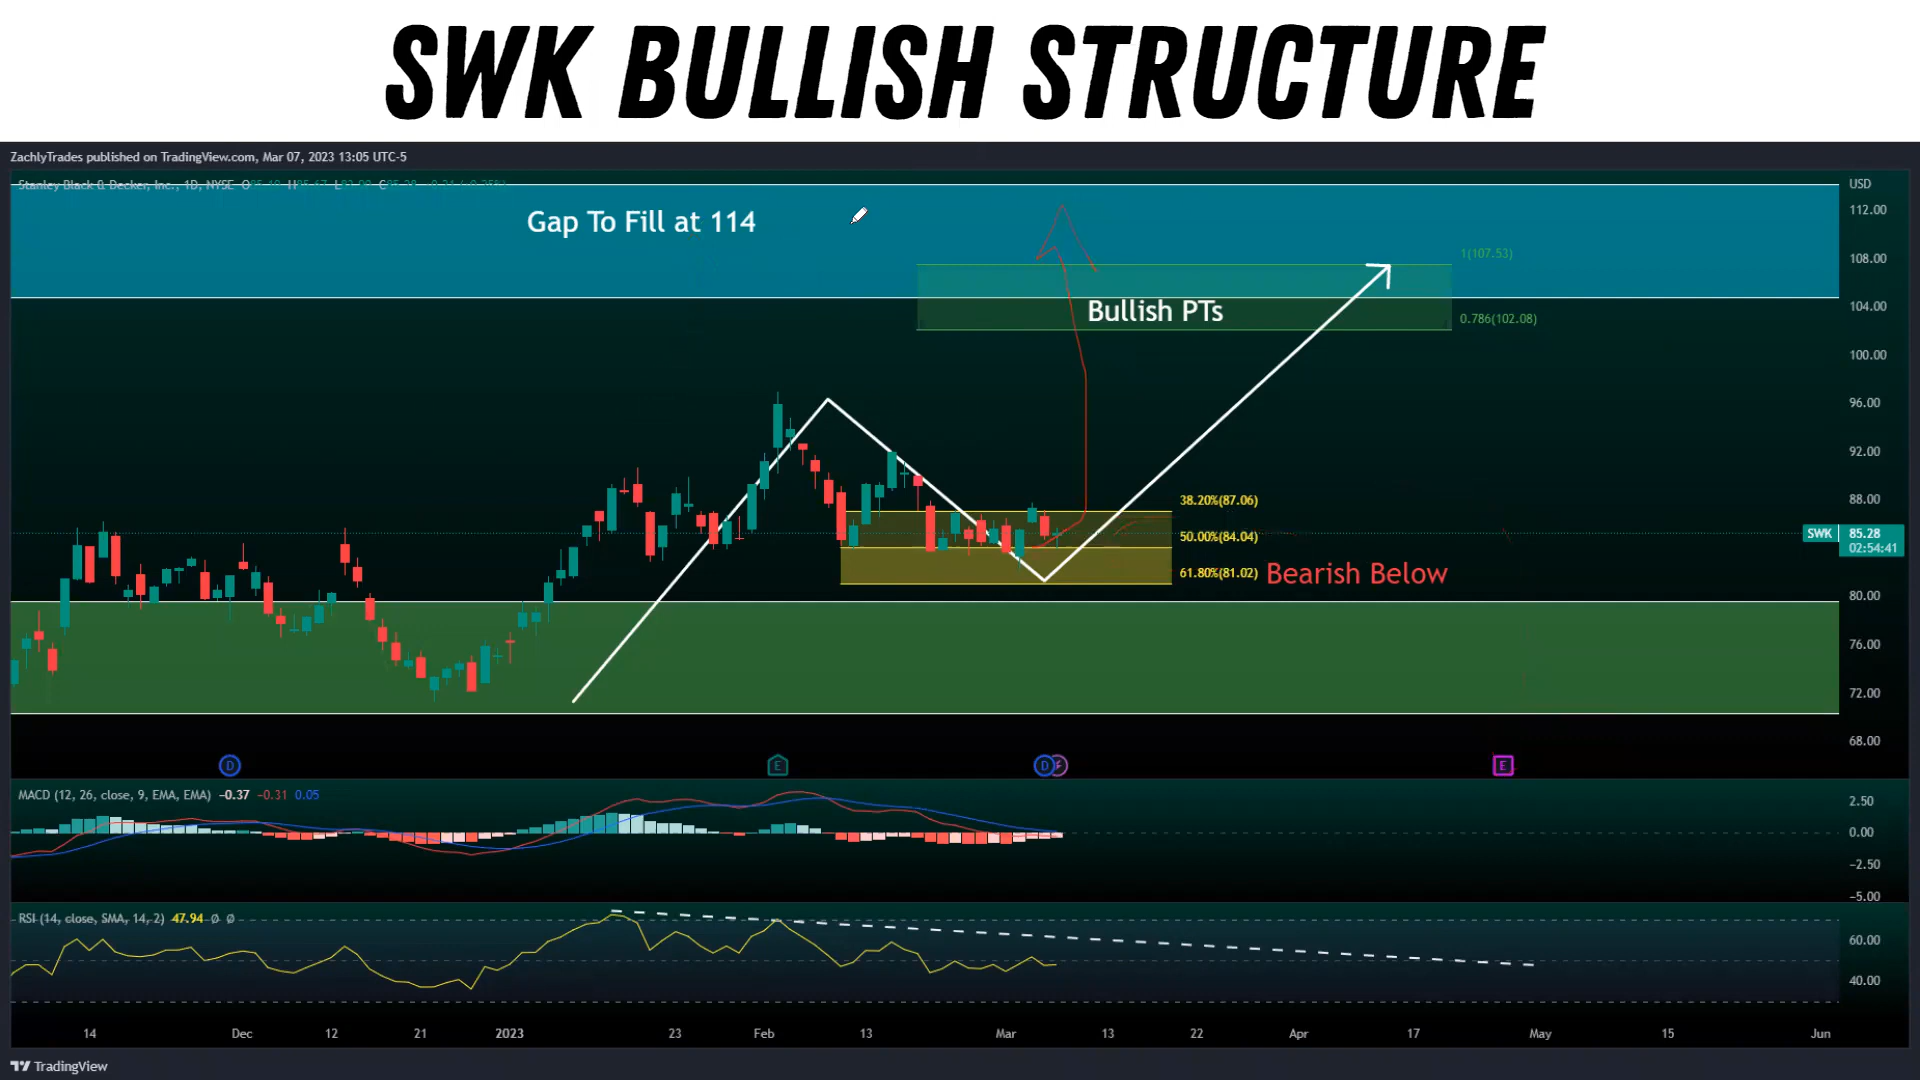 SWK BULLISH STRUCTURE
ZachlyTrades published on TradingView.com, Mar 07, 2023 13:05 UTC-5
Stanley Black & Decker, Inc., 1D, NYSE
USD
Gap To Fill at 114
112.00
1(107.53)
108.00
Bullish PTs
104.00
0.786(102.08)
100.00
96.00
92.00
38.20%(87.06)
88.00
50.00%(84.04)
SWK 85.28
02:54:41
61.80%(81.02) Bearish Below
80.00
76.00
72.00
68.00
D E D E
MACD (12, 26, close, 9, EMA, EMA) −0.37 −0.31 0.05
2.50
0.00
−2.50
−5.00
RSI (14, close, SMA, 14, 2) 47.94 Ø Ø
60.00
40.00
14 Dec 12 21 2023 23 Feb 13 Mar 13 22 Apr 17 May 15 Jun
TradingView